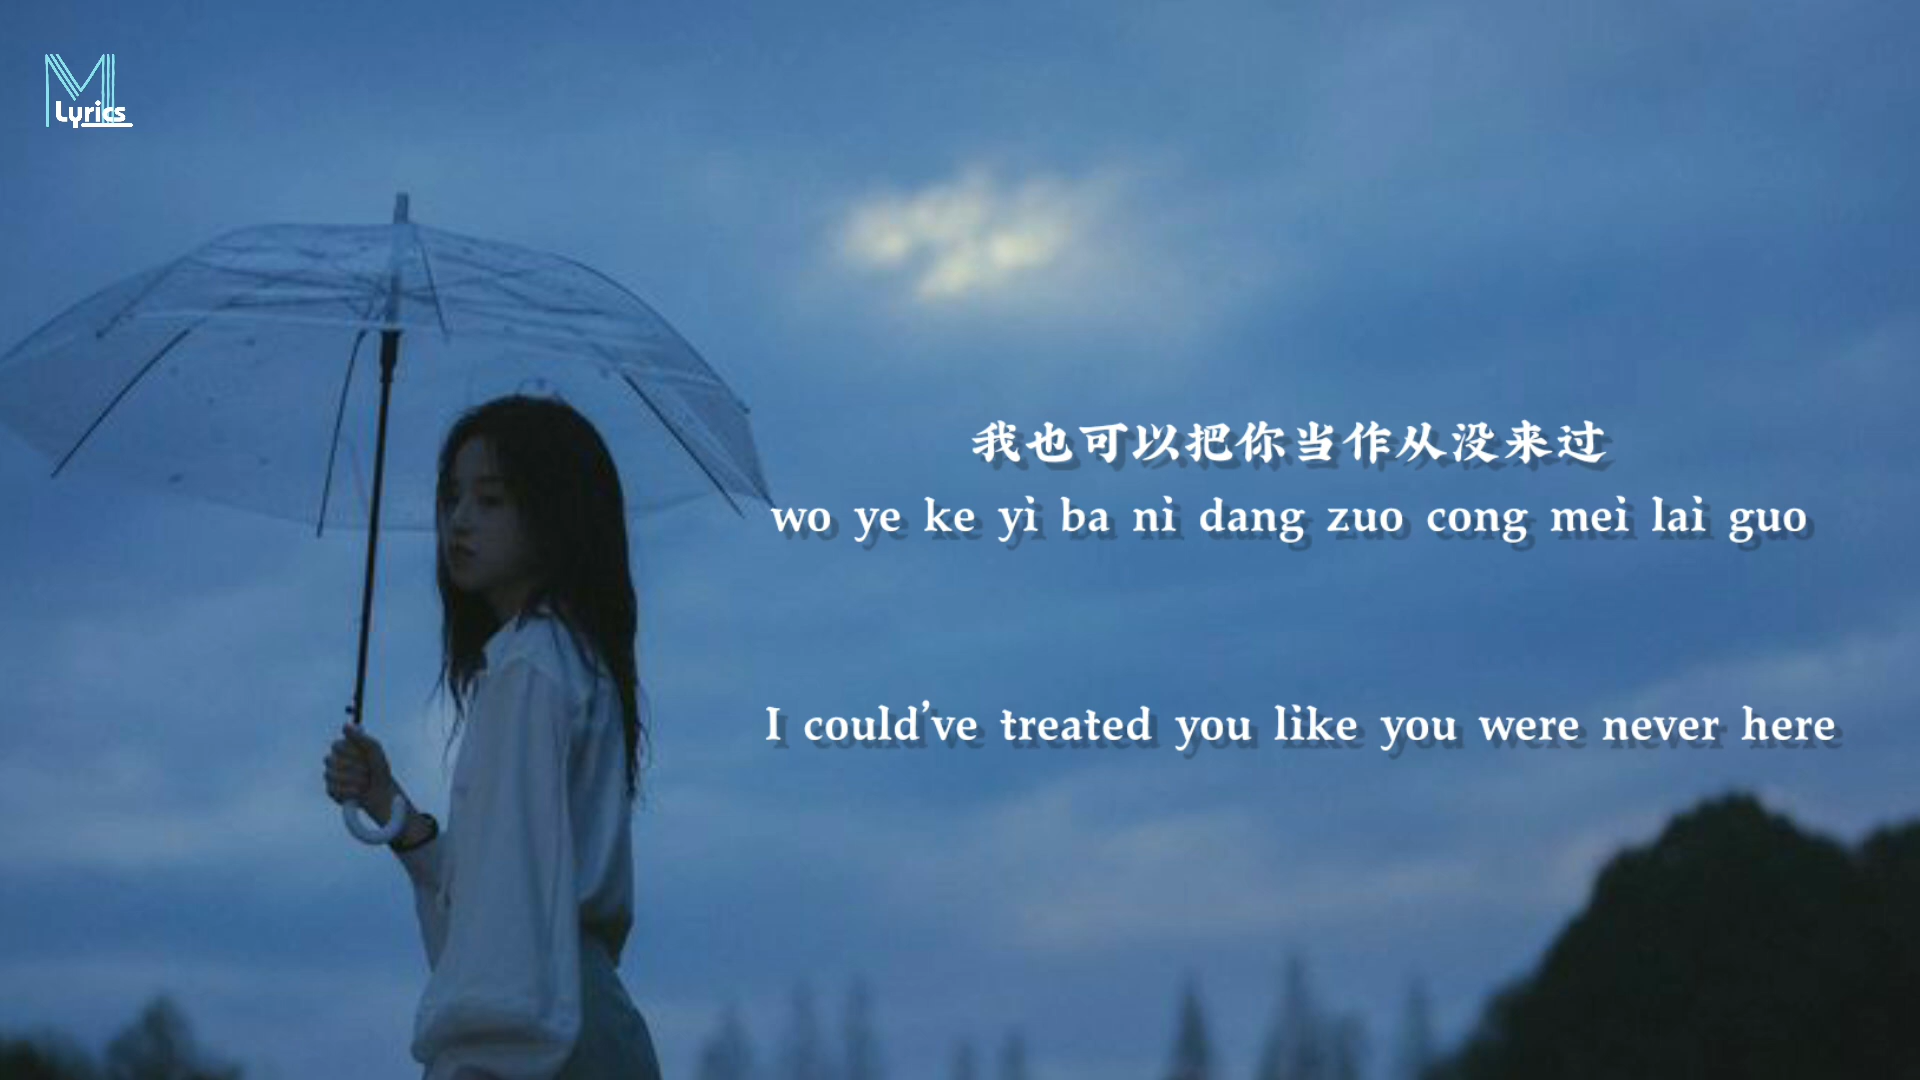 M
Lyrics
我也可以把你当作从没来过
wo ye ke yi ba ni dang zuo cong mei lai guo
I could've treated you like you were never here